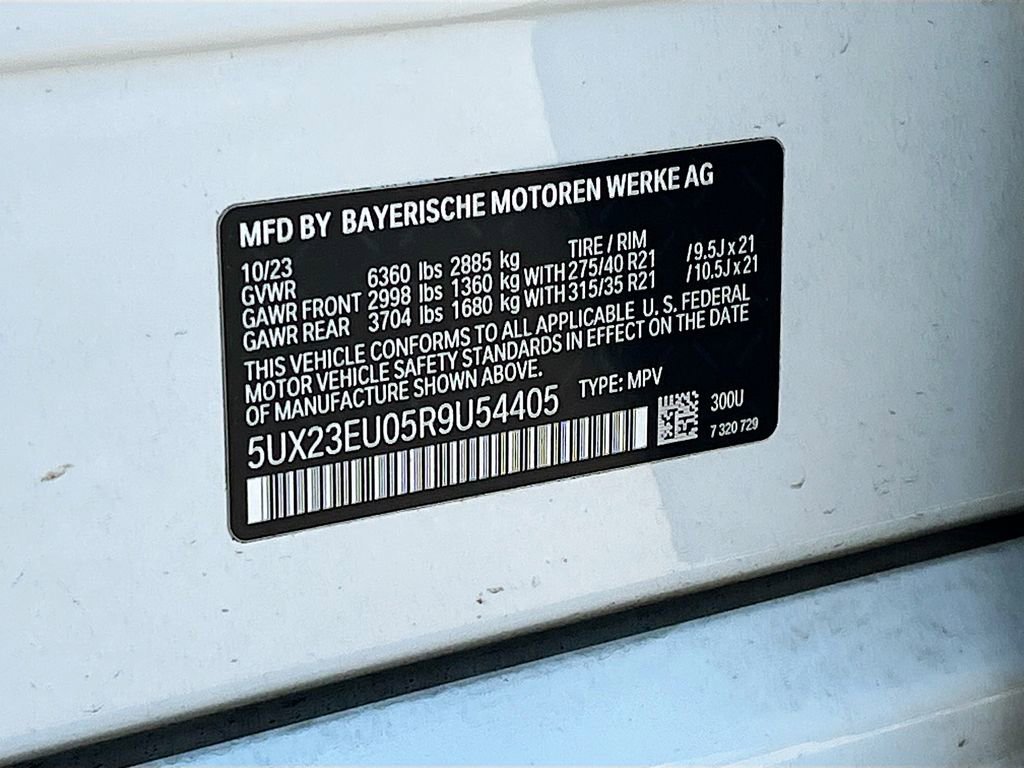 MFD BY BAYERISCHE MOTOREN WERKE AG
10/23 TIRE / RIM
GVWR 6360 lbs 2885 kg
GAWR FRONT 2998 lbs 1360 kg WITH 275/40 R21 /9.5J x 21
GAWR REAR 3704 lbs 1680 kg WITH 315/35 R21 /10.5J x 21
THIS VEHICLE CONFORMS TO ALL APPLICABLE U. S. FEDERAL
MOTOR VEHICLE SAFETY STANDARDS IN EFFECT ON THE DATE
OF MANUFACTURE SHOWN ABOVE.
5UX23EU05R9U54405 TYPE: MPV
300U
7 320 729